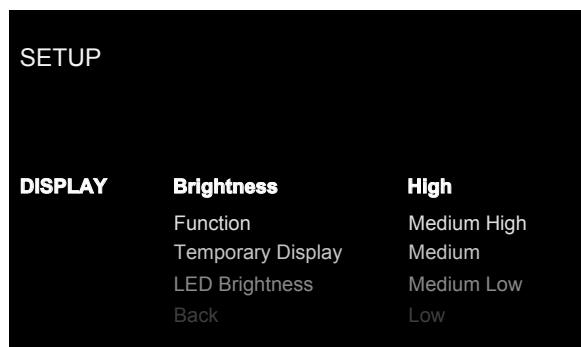 SETUP
DISPLAY Brightness High
Function Medium High
Temporary Display Medium
LED Brightness Medium Low
Back Low